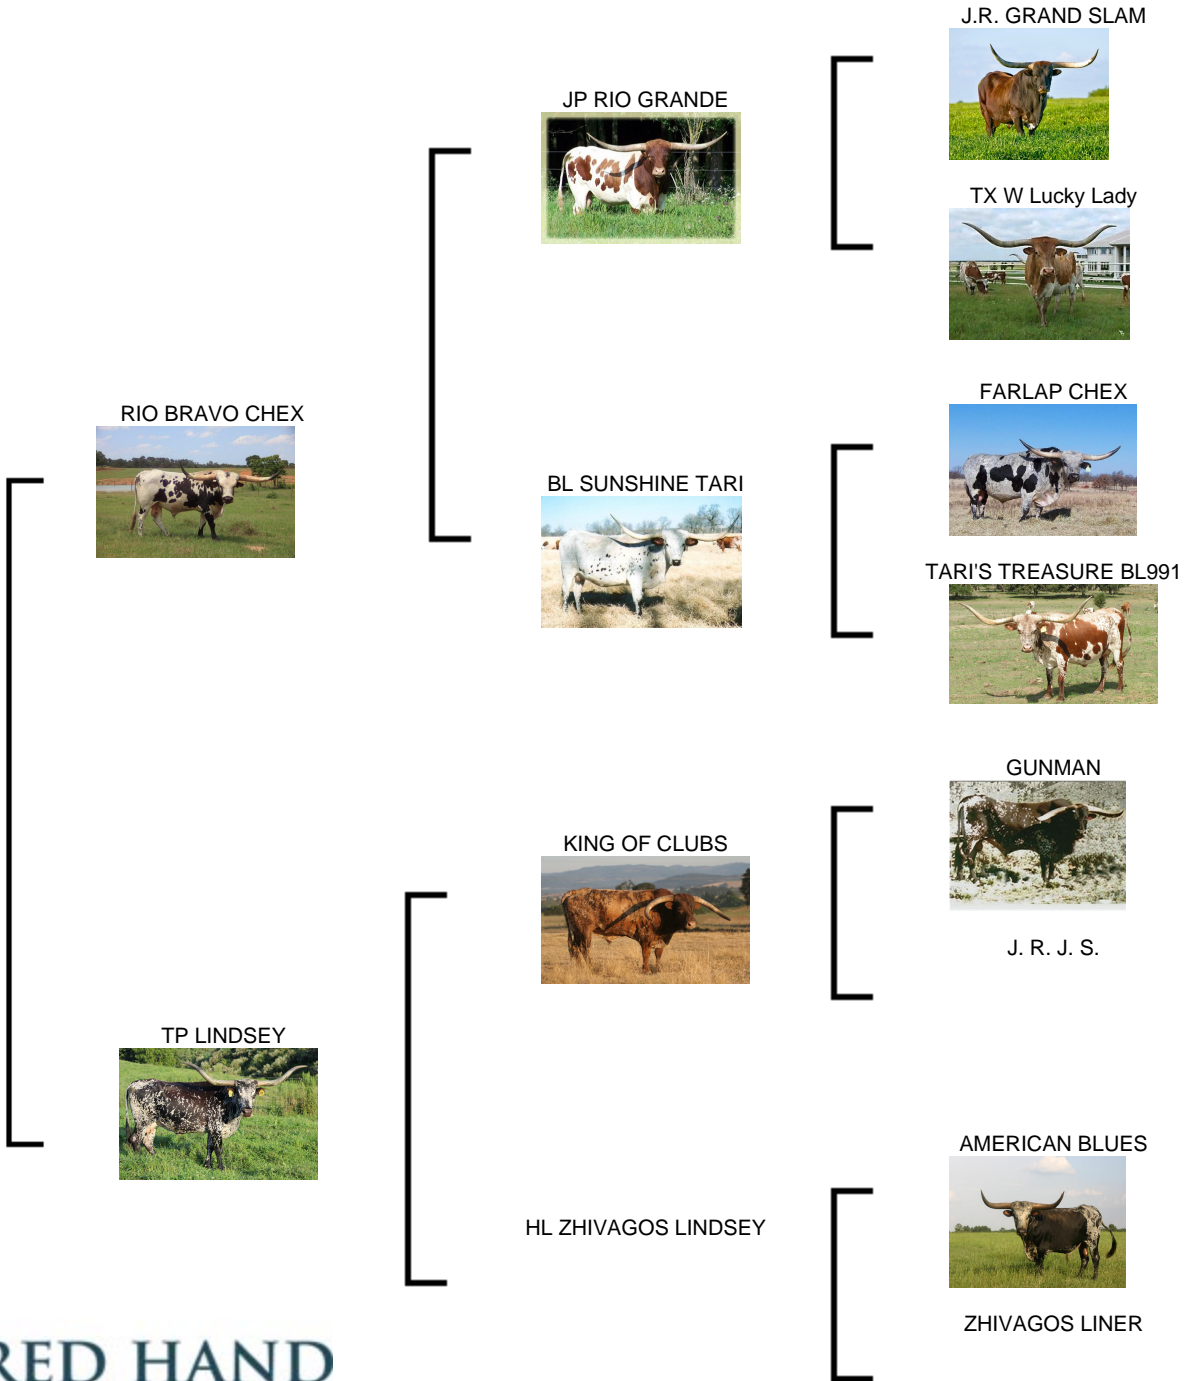 J.R. GRAND SLAM
JP RIO GRANDE
TX W Lucky Lady
FARLAP CHEX
RIO BRAVO CHEX
BL SUNSHINE TARI
TARI'S TREASURE BL991
GUNMAN
KING OF CLUBS
J. R. J. S.
TP LINDSEY
AMERICAN BLUES
HL ZHIVAGOS LINDSEY
ZHIVAGOS LINER
RED HAND